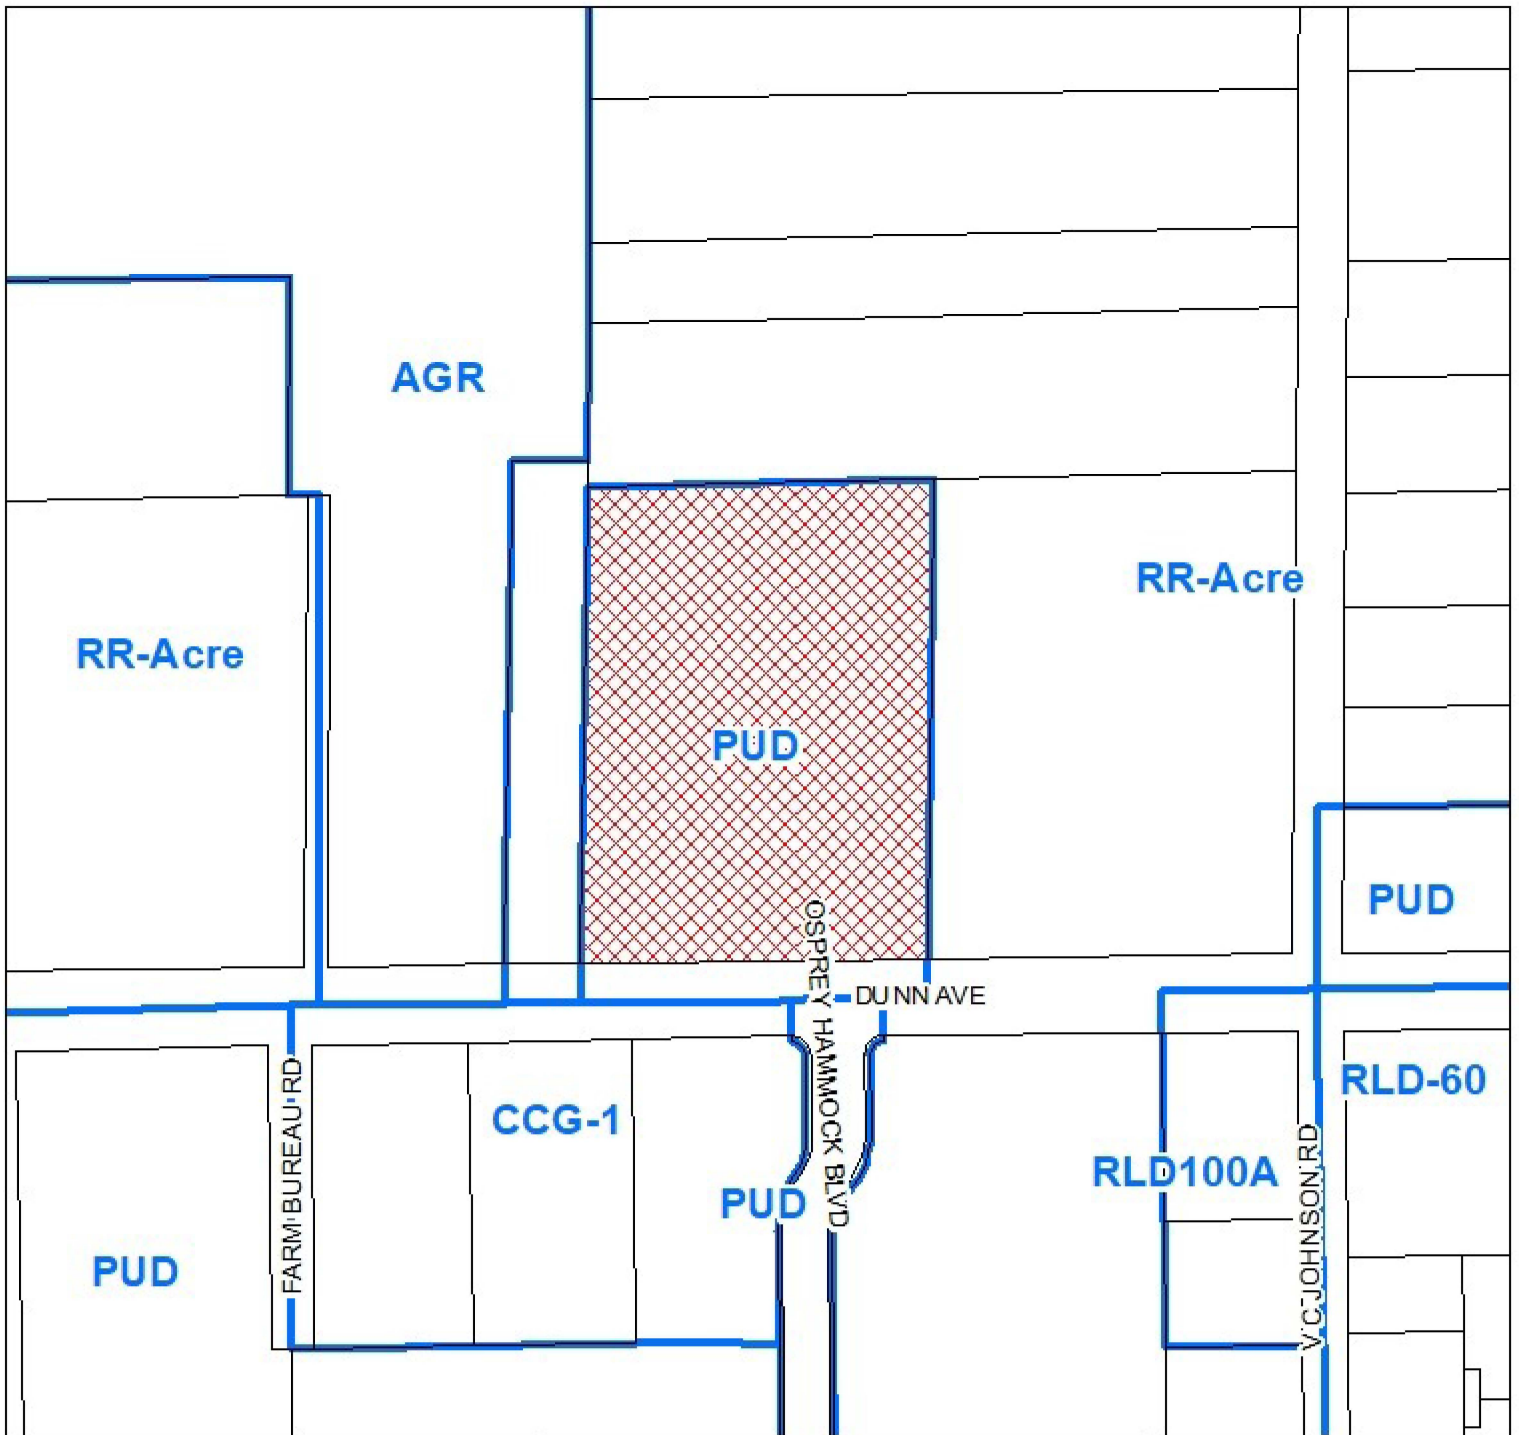 AGR
RR-Acre
RR-Acre
PUD
PUD
OSPREY HAMMOCK BLVD
DUNN AVE
FARM BUREAU RD
CCG-1
RLD-60
RLD100A
V C JOHNSON RD
PUD
PUD